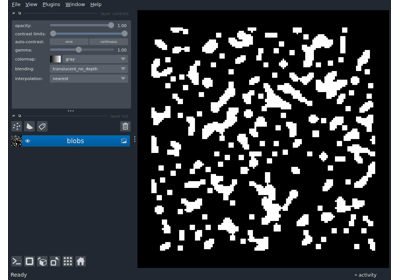 File View Plugins Window Help
opacity: 1.00
contrast limits:
auto-contrast: once continuous
gamma: 1.00
colormap: gray
blending: translucent_no_depth
interpolation: nearest
blobs
Ready
activity